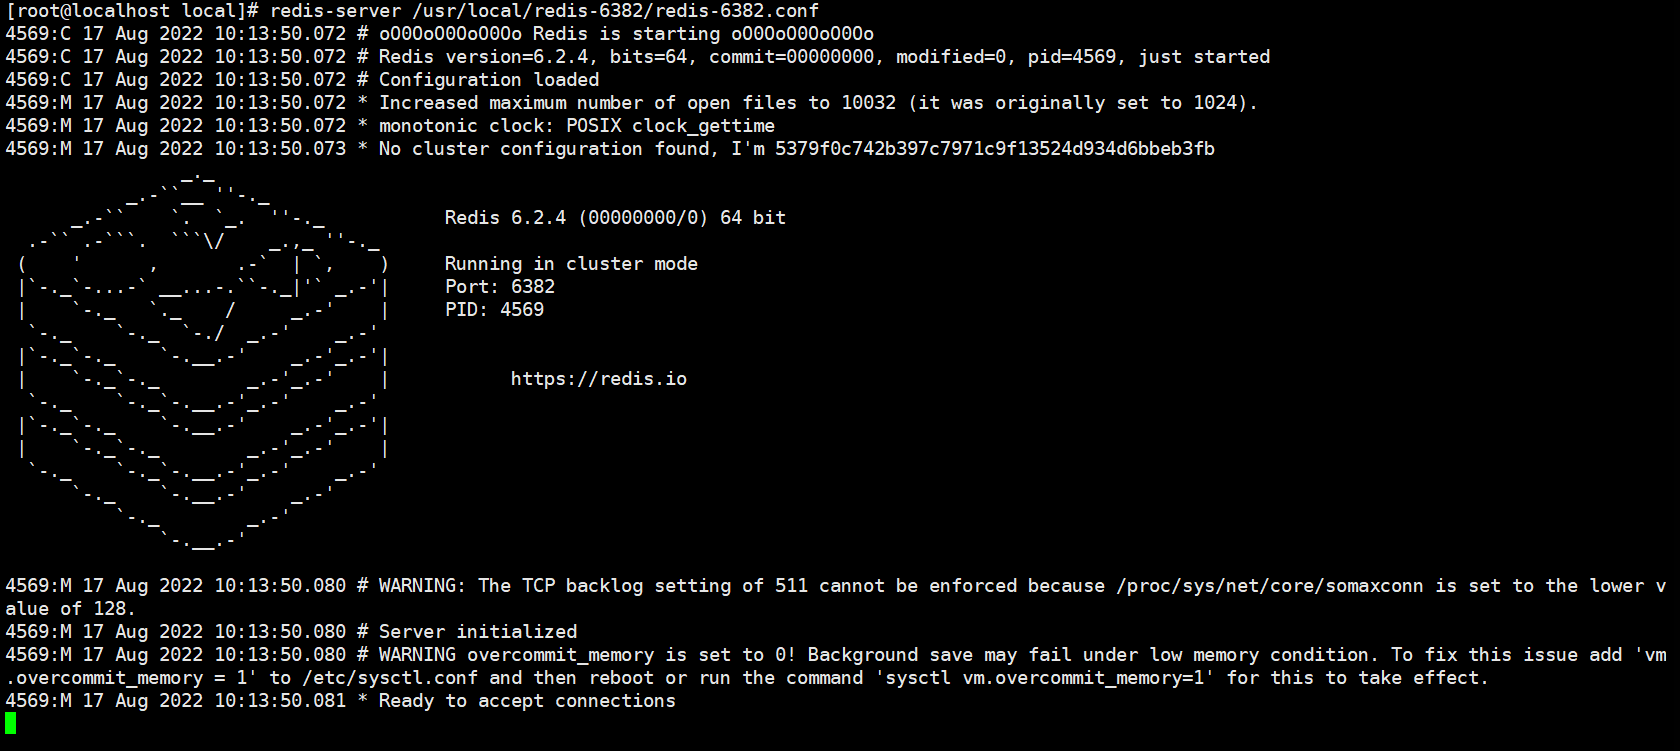 [root@localhost local]# redis-server /usr/local/redis-6382/redis-6382.conf
4569:C 17 Aug 2022 10:13:50.072 # oO0OoO0OoO0Oo Redis is starting oO0OoO0OoO0Oo
4569:C 17 Aug 2022 10:13:50.072 # Redis version=6.2.4, bits=64, commit=00000000, modified=0, pid=4569, just started
4569:C 17 Aug 2022 10:13:50.072 # Configuration loaded
4569:M 17 Aug 2022 10:13:50.072 * Increased maximum number of open files to 10032 (it was originally set to 1024).
4569:M 17 Aug 2022 10:13:50.072 * monotonic clock: POSIX clock_gettime
4569:M 17 Aug 2022 10:13:50.073 * No cluster configuration found, I'm 5379f0c742b397c7971c9f13524d934d6bbeb3fb
Redis 6.2.4 (00000000/0) 64 bit
Running in cluster mode
Port: 6382
PID: 4569
https://redis.io
4569:M 17 Aug 2022 10:13:50.080 # WARNING: The TCP backlog setting of 511 cannot be enforced because /proc/sys/net/core/somaxconn is set to the lower v
alue of 128.
4569:M 17 Aug 2022 10:13:50.080 # Server initialized
4569:M 17 Aug 2022 10:13:50.080 # WARNING overcommit_memory is set to 0! Background save may fail under low memory condition. To fix this issue add 'vm
.overcommit_memory = 1' to /etc/sysctl.conf and then reboot or run the command 'sysctl vm.overcommit_memory=1' for this to take effect.
4569:M 17 Aug 2022 10:13:50.081 * Ready to accept connections